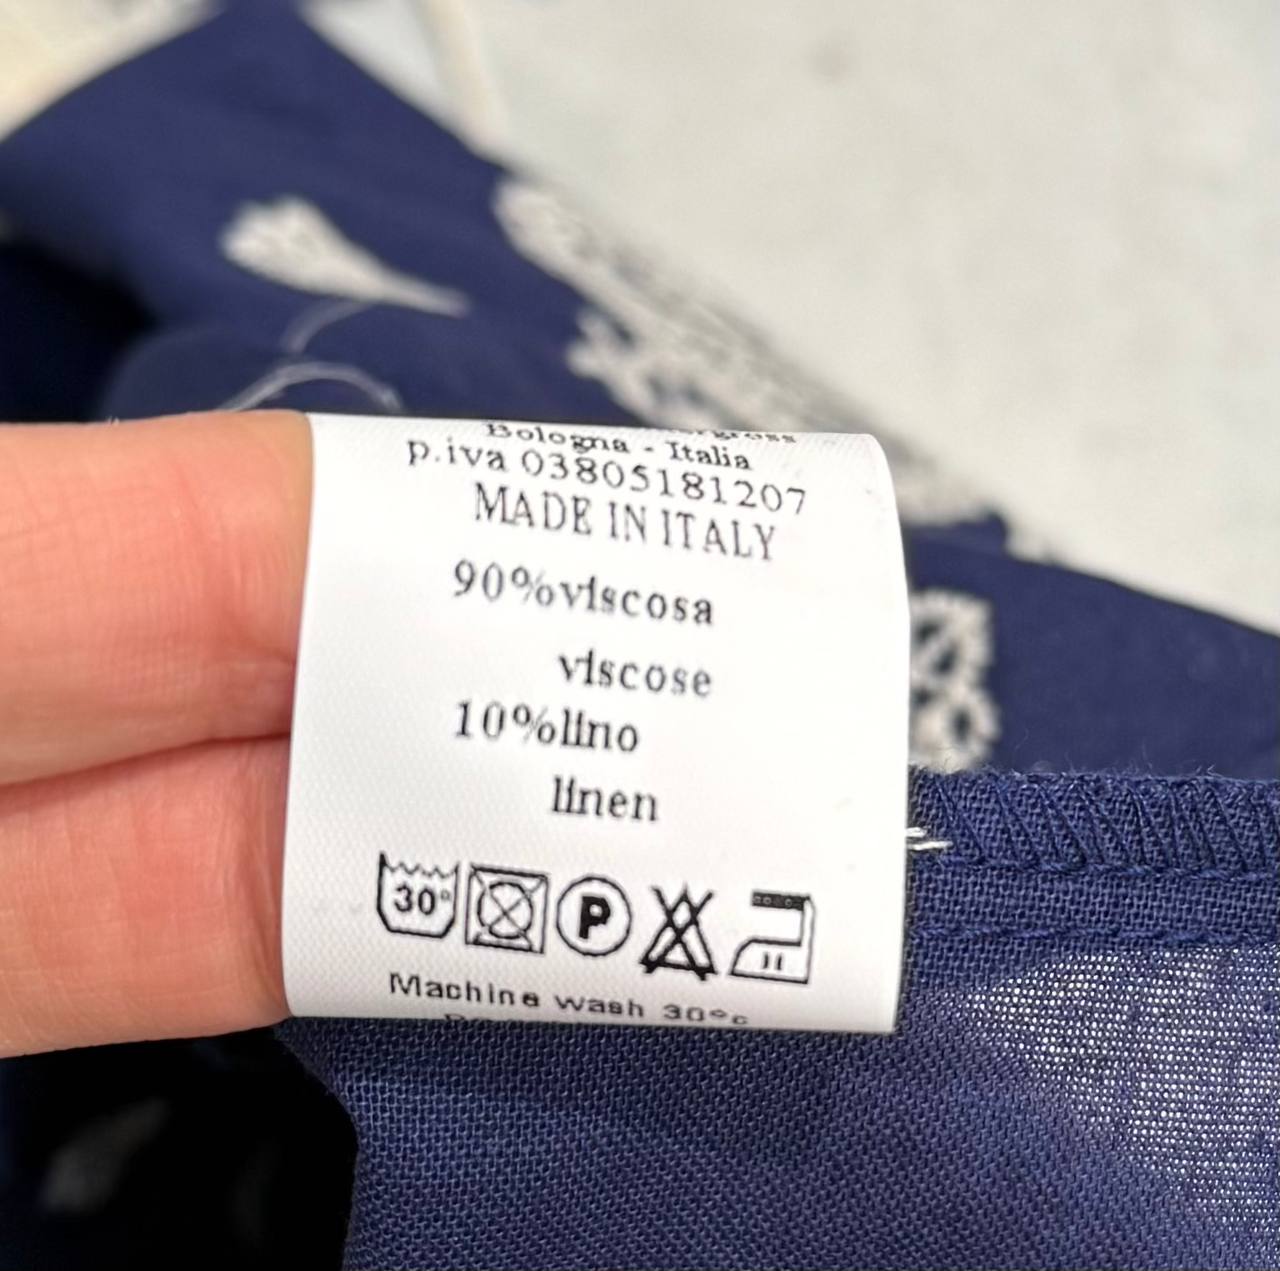 Bologna - Italia
p.iva 03805181207
MADE IN ITALY
90%viscosa
viscose
10%lino
linen
30°
P
Machine wash 30°c